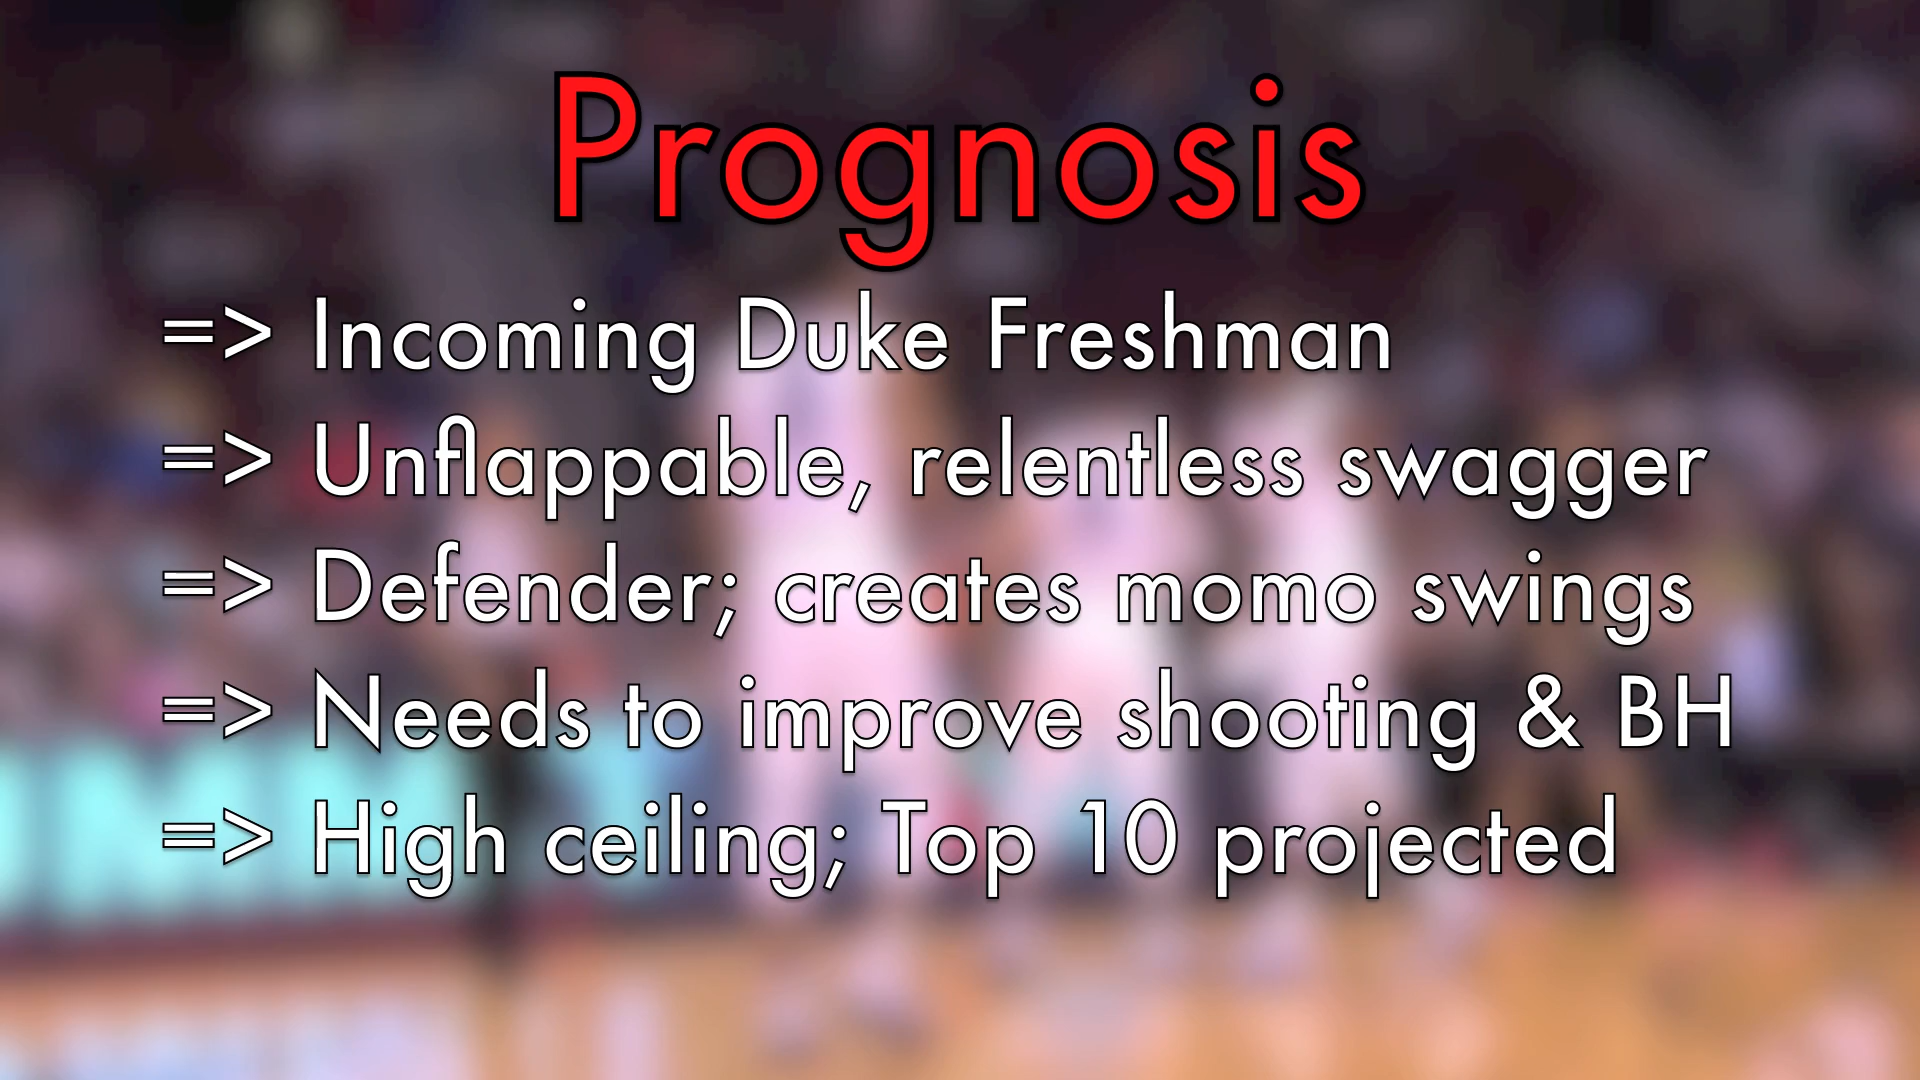 Prognosis
=> Incoming Duke Freshman
=> Unflappable, relentless swagger
=> Defender; creates momo swings
=> Needs to improve shooting & BH
=> High ceiling; Top 10 projected